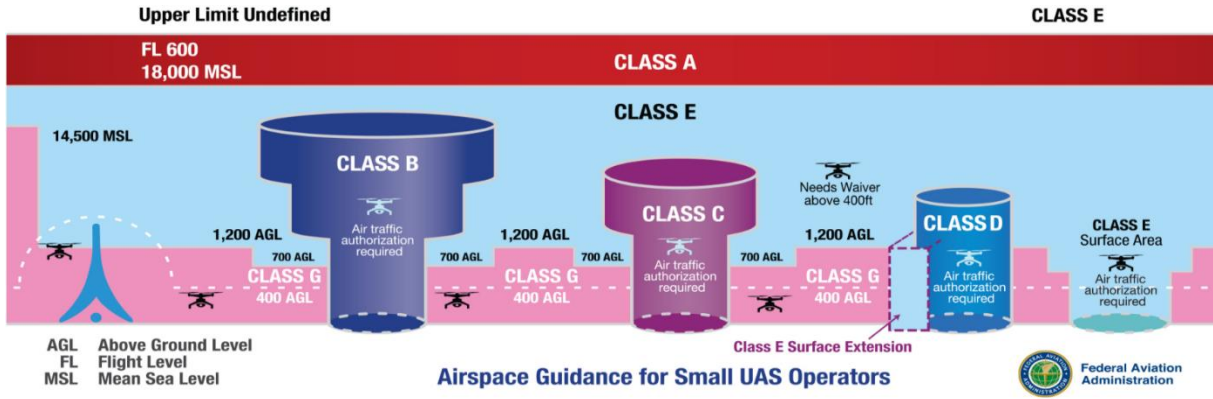 Upper Limit Undefined
CLASS E
FL 600
18,000 MSL
CLASS A
CLASS E
14,500 MSL
CLASS B
Air traffic
authorization
required
CLASS C
Air traffic
authorization
required
Needs Waiver
above 400ft
CLASS D
Air traffic
authorization
required
CLASS E
Surface Area
Air traffic
authorization
required
1,200 AGL
700 AGL
CLASS G
400 AGL
700 AGL
1,200 AGL
CLASS G
400 AGL
700 AGL
700 AGL
1,200 AGL
CLASS G
400 AGL
Class E Surface Extension
AGL Above Ground Level
FL Flight Level
MSL Mean Sea Level
Airspace Guidance for Small UAS Operators
Federal Aviation
Administration